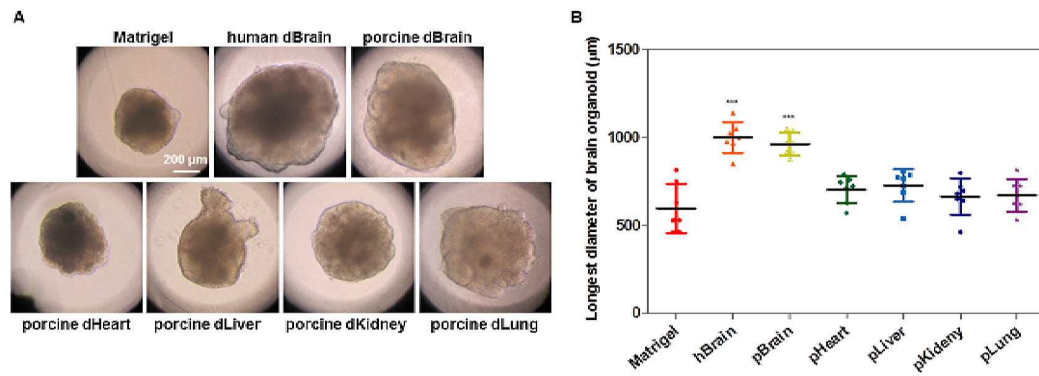 A
Matrigel
human dBrain
porcine dBrain
200 µm
porcine dHeart
porcine dLiver
porcine dKidney
porcine dLung
B
Longest diameter of brain organoid (µm)
1500
1000
500
0
***
***
Matrigel
hBrain
pBrain
pHeart
pLiver
pKideny
pLung